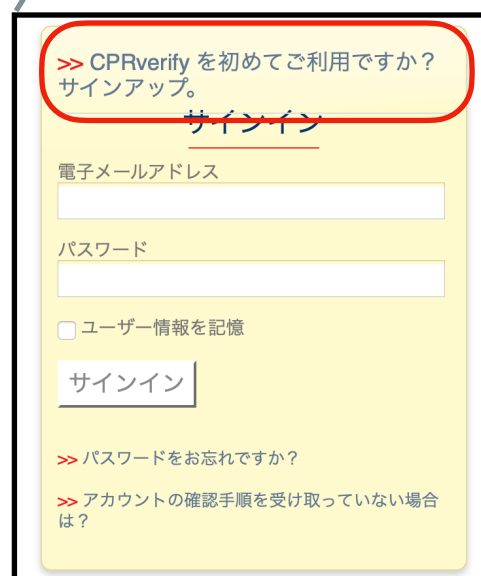 >> CPRverify を初めてご利用ですか？
サインアップ。
サインイン
電子メールアドレス
パスワード
ユーザー情報を記憶
サインイン
>> パスワードをお忘れですか？
>> アカウントの確認手順を受け取っていない場合
は？